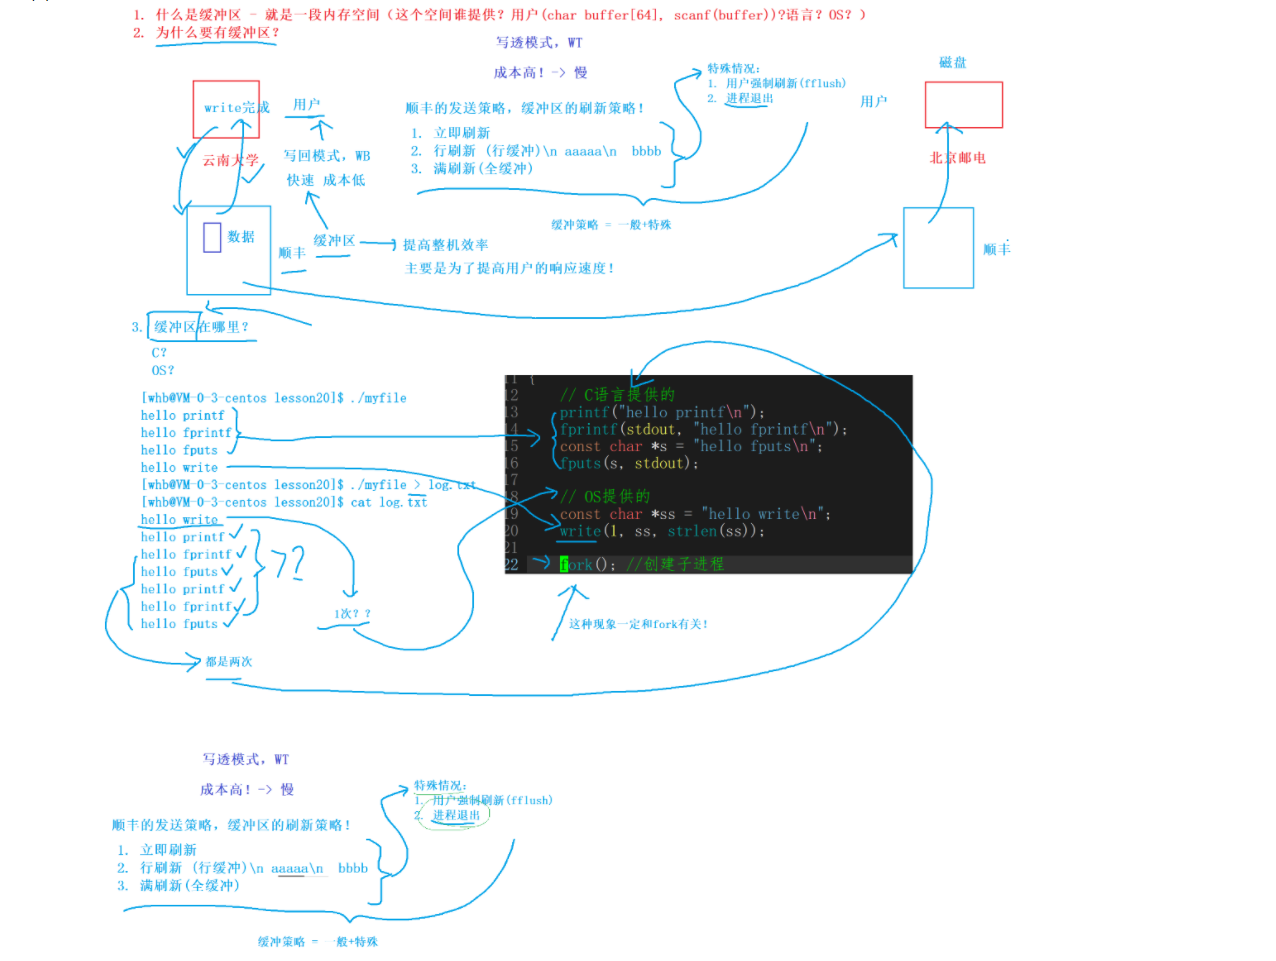 1. 什么是缓冲区 - 就是一段内存空间（这个空间谁提供？用户(char buffer[64], scanf(buffer))?语言？OS？）
2. 为什么要有缓冲区？
写透模式，WT
成本高！-> 慢
特殊情况：
1. 用户强制刷新(fflush)
2. 进程退出
磁盘
用户
write完成
用户
顺丰的发送策略，缓冲区的刷新策略！
1. 立即刷新
2. 行刷新 (行缓冲)\n aaaaa\n bbbb
3. 满刷新(全缓冲)
云南大学
写回模式，WB
快速 成本低
北京邮电
缓冲策略 = 一般+特殊
数据
顺丰
缓冲区
提高整机效率
主要是为了提高用户的响应速度！
顺丰
3. 缓冲区在哪里？
C？
OS？
[whb@VM-0-3-centos lesson20]$ ./myfile
hello printf
hello fprintf
hello fputs
hello write
[whb@VM-0-3-centos lesson20]$ ./myfile > log.txt
[whb@VM-0-3-centos lesson20]$ cat log.txt
hello write
hello printf
hello fprintf
hello fputs
hello printf
hello fprintf
hello fputs
??
1次？？
都是两次
11 {
12 // C语言提供的
13 printf("hello printf\n");
14 fprintf(stdout, "hello fprintf\n");
15 const char *s = "hello fputs\n";
16 fputs(s, stdout);
17
18 // OS提供的
19 const char *ss = "hello write\n";
20 write(1, ss, strlen(ss));
21
22 fork(); //创建子进程
这种现象一定和fork有关！
写透模式，WT
成本高！-> 慢
特殊情况：
1. 用户强制刷新(fflush)
2. 进程退出
顺丰的发送策略，缓冲区的刷新策略！
1. 立即刷新
2. 行刷新 (行缓冲)\n aaaaa\n bbbb
3. 满刷新(全缓冲)
缓冲策略 = 一般+特殊